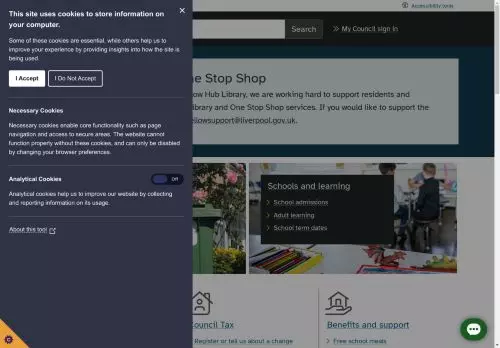 This site uses cookies to store information on
your computer.
Some of these cookies are essential, while others help us to
improve your experience by providing insights into how the site is
being used.
I Accept
I Do Not Accept
Necessary Cookies
Necessary cookies enable core functionality such as page
navigation and access to secure areas. The website cannot
function properly without these cookies, and can only be disabled
by changing your browser preferences.
Analytical Cookies
Off
Analytical cookies help us to improve our website by collecting
and reporting information on its usage.
About this tool
Accessibility tools
Search
My Council sign in
ne Stop Shop
ow Hub Library, we are working hard to support residents and
ibrary and One Stop Shop services. If you would like to support the
ellowsupport@liverpool.gov.uk.
Schools and learning
School admissions
Adult learning
School term dates
Council Tax
Register or tell us about a change
Benefits and support
Free school meals